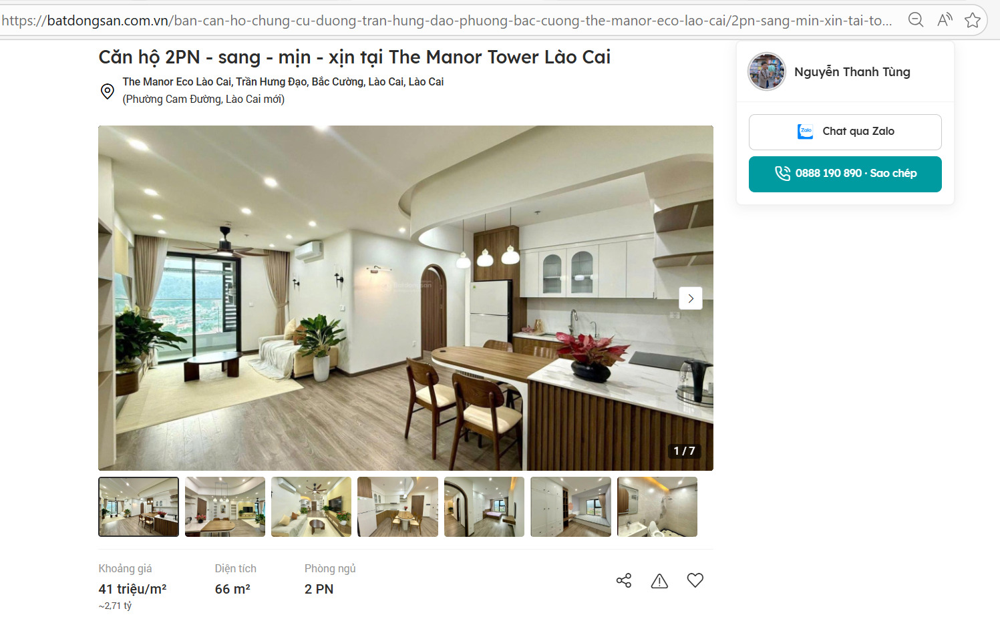 https://batdongsan.com.vn/ban-can-ho-chung-cu-duong-tran-hung-dao-phuong-bac-cuong-the-manor-eco-lao-cai/2pn-sang-min-xin-tai-to...
Căn hộ 2PN - sang - mịn - xịn tại The Manor Tower Lào Cai
The Manor Eco Lào Cai, Trần Hưng Đạo, Bắc Cường, Lào Cai, Lào Cai
(Phường Cam Đường, Lào Cai mới)
Nguyễn Thanh Tùng
Zalo
Chat qua Zalo
0888 190 890 · Sao chép
Batdongsan
1 / 7
Khoảng giá
41 triệu/m²
~2,71 tỷ
Diện tích
66 m²
Phòng ngủ
2 PN